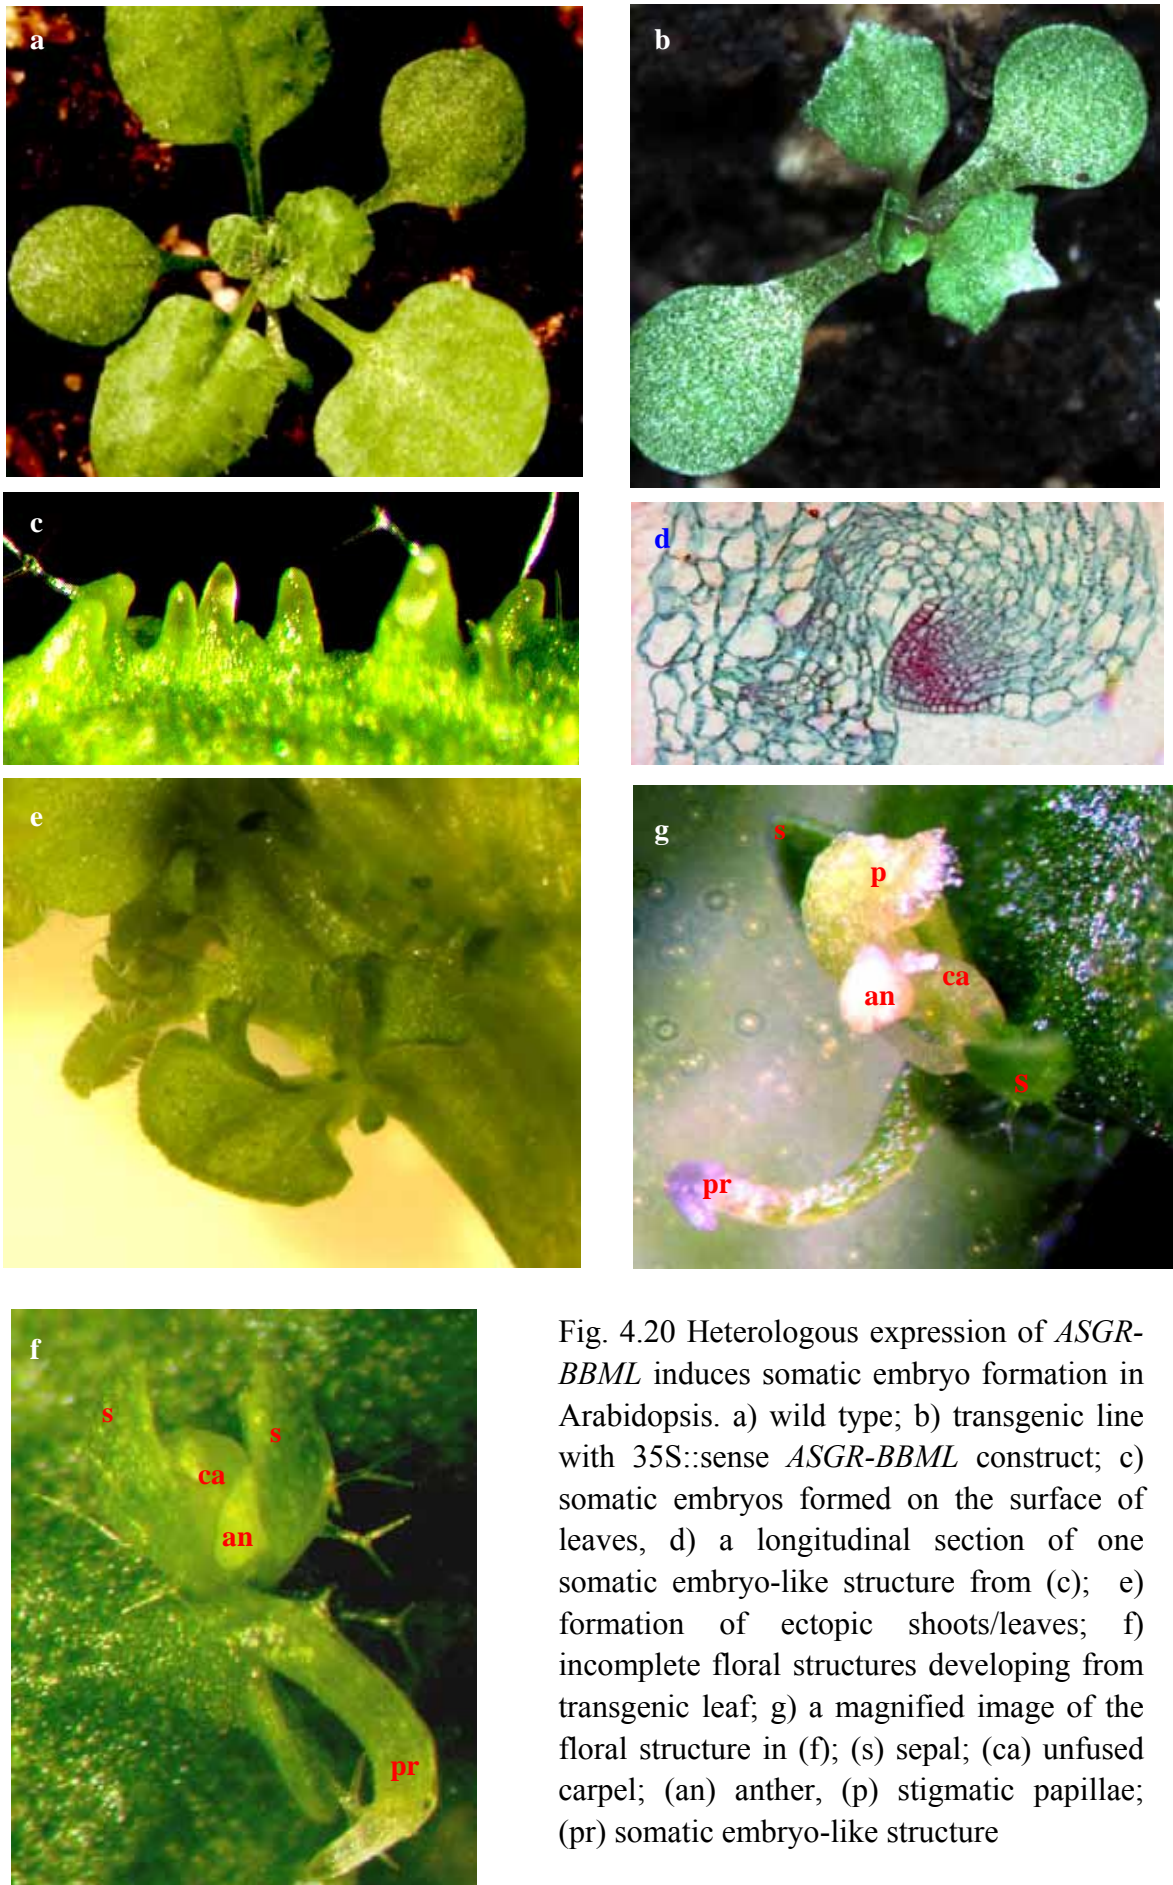 a
b
c
d
e
g
s
p
an
ca
s
pr
f
s
s
ca
an
pr
Fig. 4.20 Heterologous expression of ASGR-
BBML induces somatic embryo formation in
Arabidopsis. a) wild type; b) transgenic line
with 35S::sense ASGR-BBML construct; c)
somatic embryos formed on the surface of
leaves, d) a longitudinal section of one
somatic embryo-like structure from (c); e)
formation of ectopic shoots/leaves; f)
incomplete floral structures developing from
transgenic leaf; g) a magnified image of the
floral structure in (f); (s) sepal; (ca) unfused
carpel; (an) anther, (p) stigmatic papillae;
(pr) somatic embryo-like structure